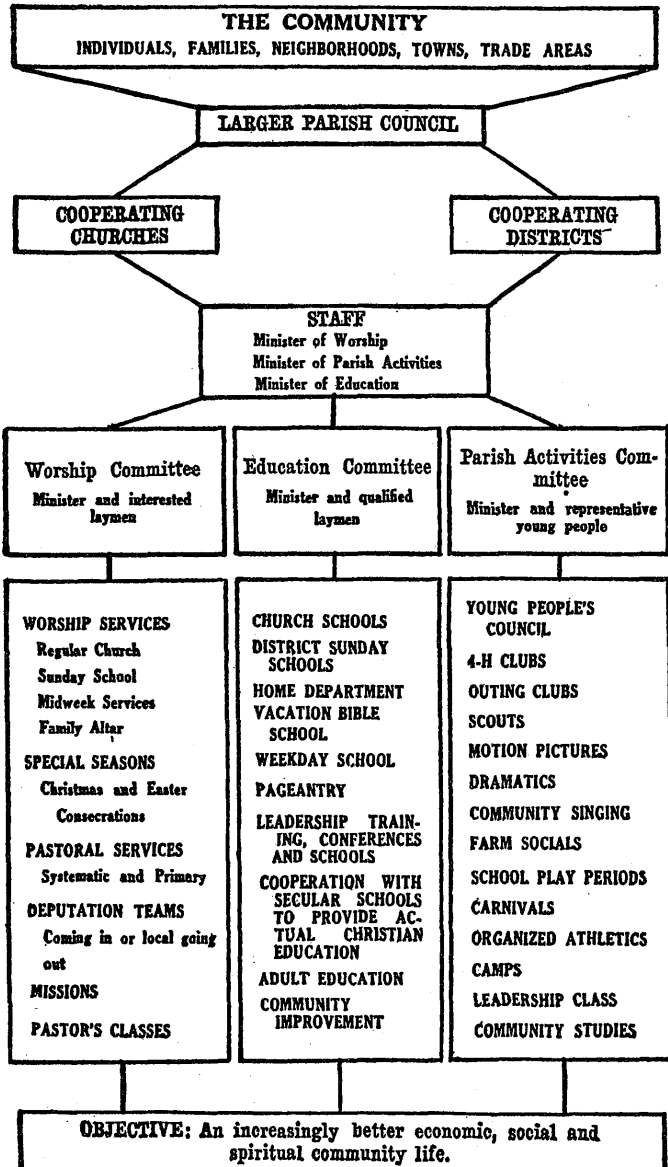 THE COMMUNITY
INDIVIDUALS, FAMILIES, NEIGHBORHOODS, TOWNS, TRADE AREAS
LARGER PARISH COUNCIL
COOPERATING
CHURCHES
COOPERATING
DISTRICTS
STAFF
Minister of Worship
Minister of Parish Activities
Minister of Education
Worship Committee
Minister and interested
laymen
Education Committee
Minister and qualified
laymen
Parish Activities Com-
mittee
Minister and representative
young people
WORSHIP SERVICES
Regular Church
Sunday School
Midweek Services
Family Altar
SPECIAL SEASONS
Christmas and Easter
Consecrations
PASTORAL SERVICES
Systematic and Primary
DEPUTATION TEAMS
Coming in or local going
out
MISSIONS
PASTOR'S CLASSES
CHURCH SCHOOLS
DISTRICT SUNDAY
SCHOOLS
HOME DEPARTMENT
VACATION BIBLE
SCHOOL
WEEKDAY SCHOOL
PAGEANTRY
LEADERSHIP TRAIN-
ING, CONFERENCES
AND SCHOOLS
COOPERATION WITH
SECULAR SCHOOLS
TO PROVIDE AC-
TUAL CHRISTIAN
EDUCATION
ADULT EDUCATION
COMMUNITY
IMPROVEMENT
YOUNG PEOPLE'S
COUNCIL
4-H CLUBS
OUTING CLUBS
SCOUTS
MOTION PICTURES
DRAMATICS
COMMUNITY SINGING
FARM SOCIALS
SCHOOL PLAY PERIODS
CARNIVALS
ORGANIZED ATHLETICS
CAMPS
LEADERSHIP CLASS
COMMUNITY STUDIES
OBJECTIVE: An increasingly better economic, social and
spiritual community life.